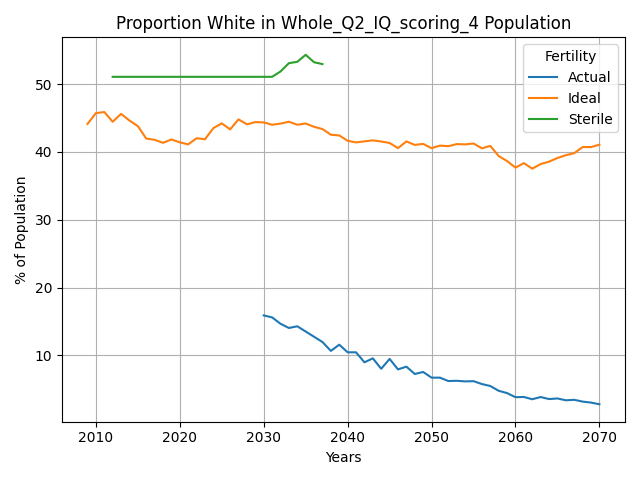 Proportion White in Whole_Q2_IQ_scoring_4 Population
Fertility
Actual
Ideal
Sterile
% of Population
50
40
30
20
10
2010 2020 2030 2040 2050 2060 2070
Years